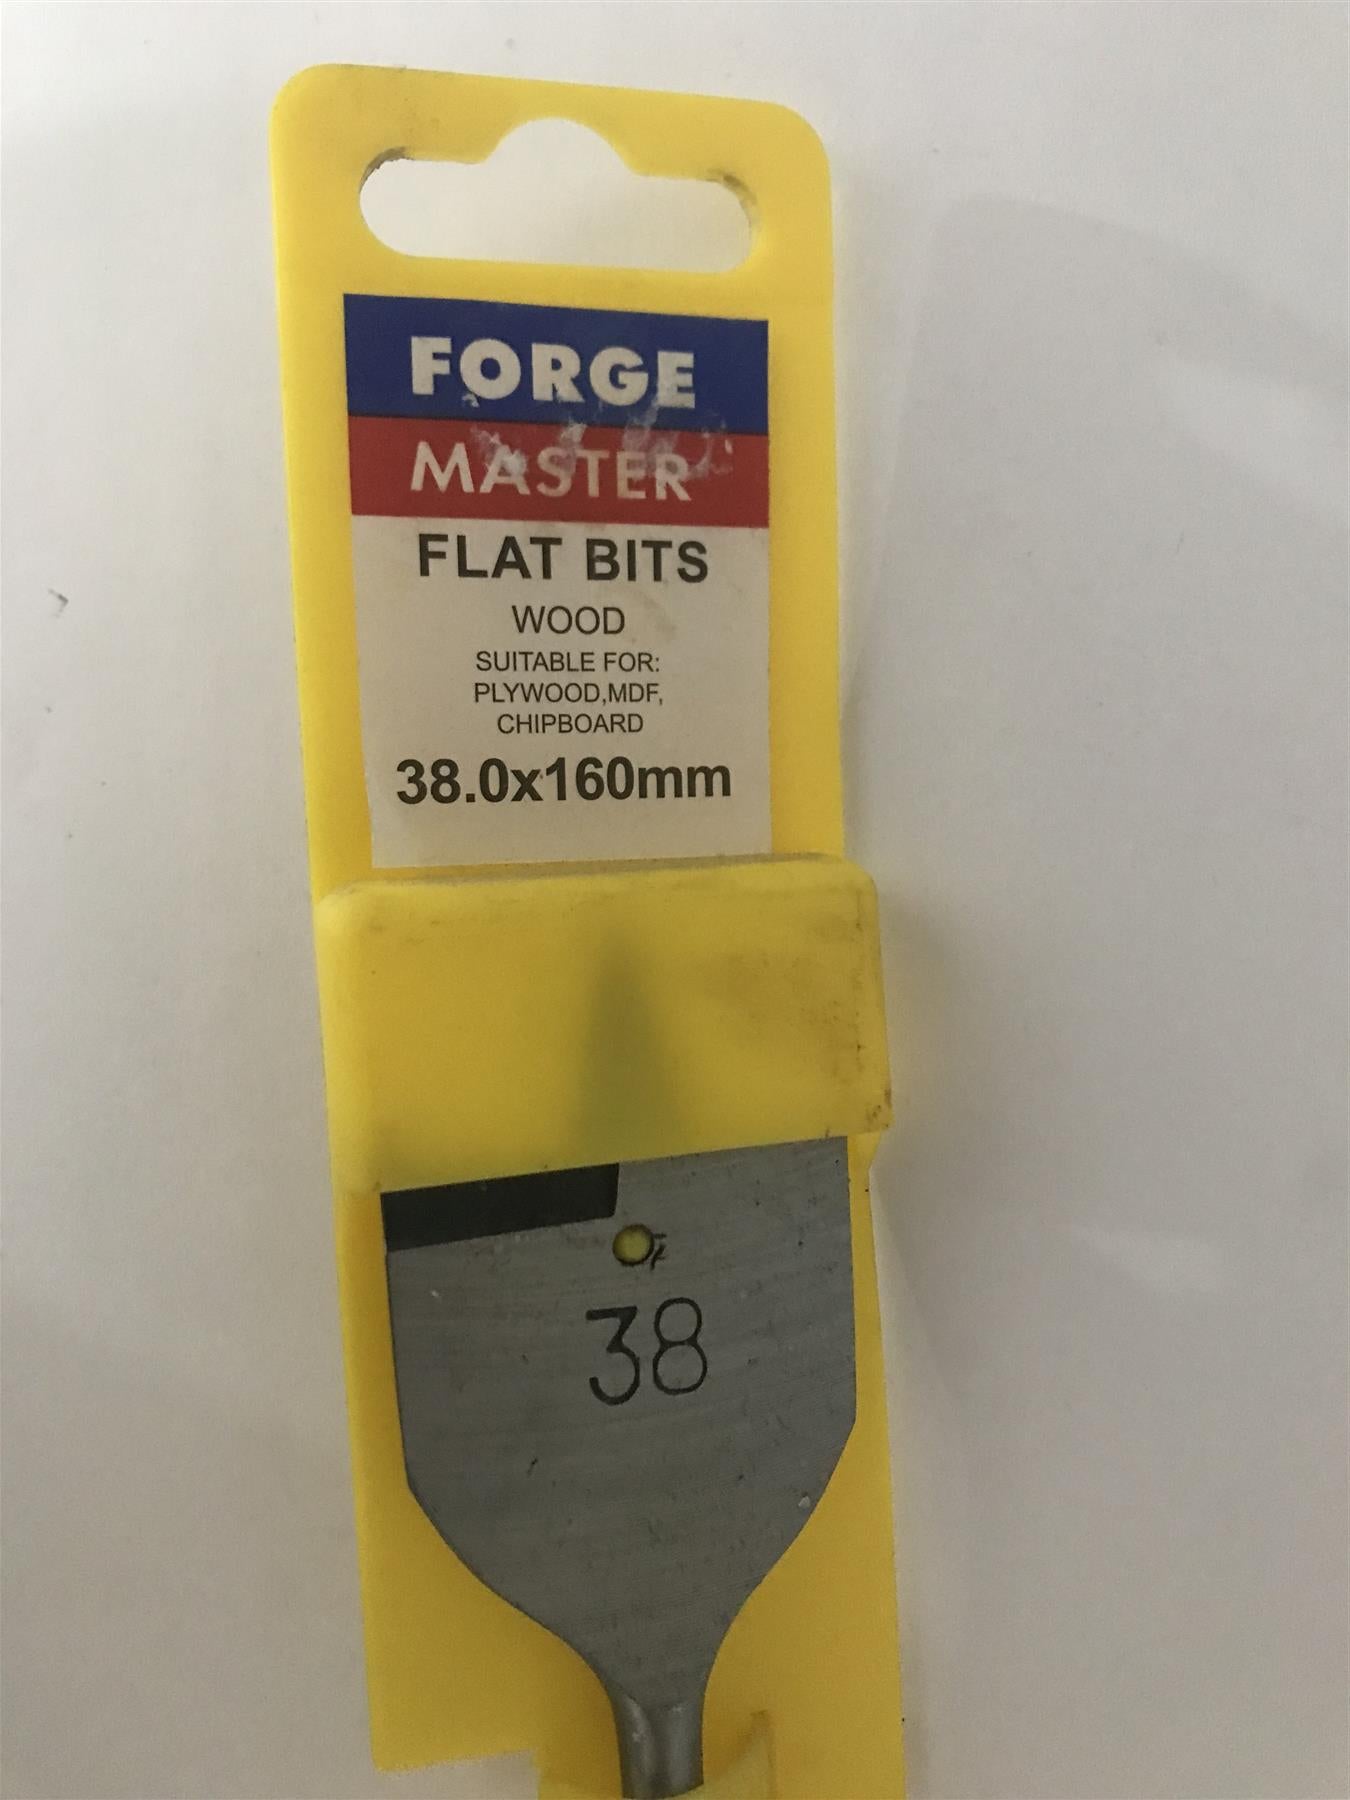 FORGE
MASTER
FLAT BITS
WOOD
SUITABLE FOR:
PLYWOOD,MDF,
CHIPBOARD
38.0x160mm
38